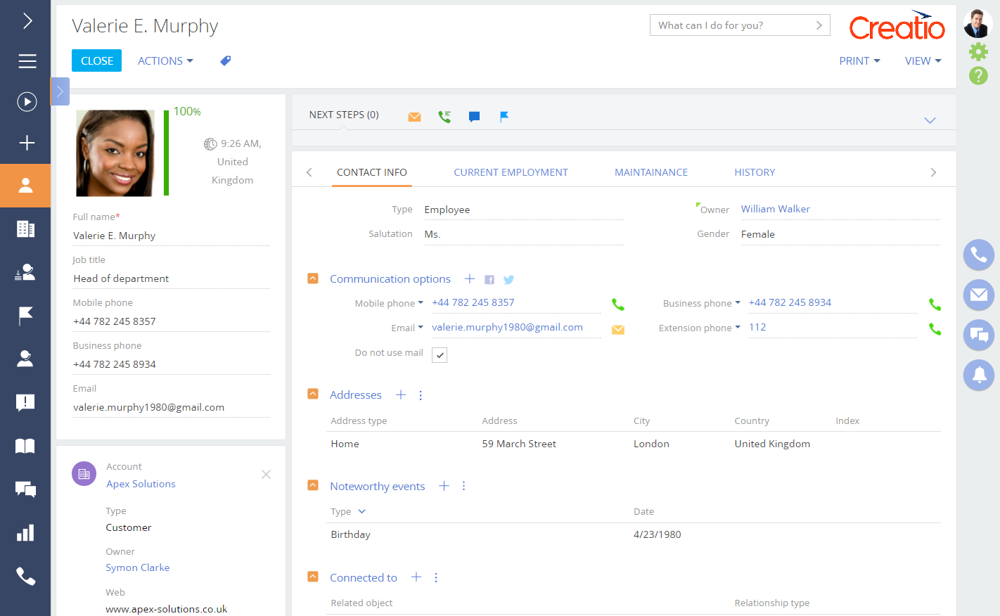 Valerie E. Murphy
What can I do for you?
Creatio
CLOSE
ACTIONS
PRINT
VIEW
100%
9:26 AM,
United
Kingdom
Full name*
Valerie E. Murphy
Job title
Head of department
Mobile phone
+44 782 245 8357
Business phone
+44 782 245 8934
Email
valerie.murphy1980@gmail.com
Account
Apex Solutions
Type
Customer
Owner
Symon Clarke
Web
www.apex-solutions.co.uk
NEXT STEPS (0)
CONTACT INFO
CURRENT EMPLOYMENT
MAINTAINANCE
HISTORY
Type Employee
Owner William Walker
Salutation Ms.
Gender Female
Communication options
Mobile phone +44 782 245 8357
Business phone +44 782 245 8934
Email valerie.murphy1980@gmail.com
Extension phone 112
Do not use mail
Addresses
Address type Address City Country Index
Home 59 March Street London United Kingdom
Noteworthy events
Type Date
Birthday 4/23/1980
Connected to
Related object Relationship type